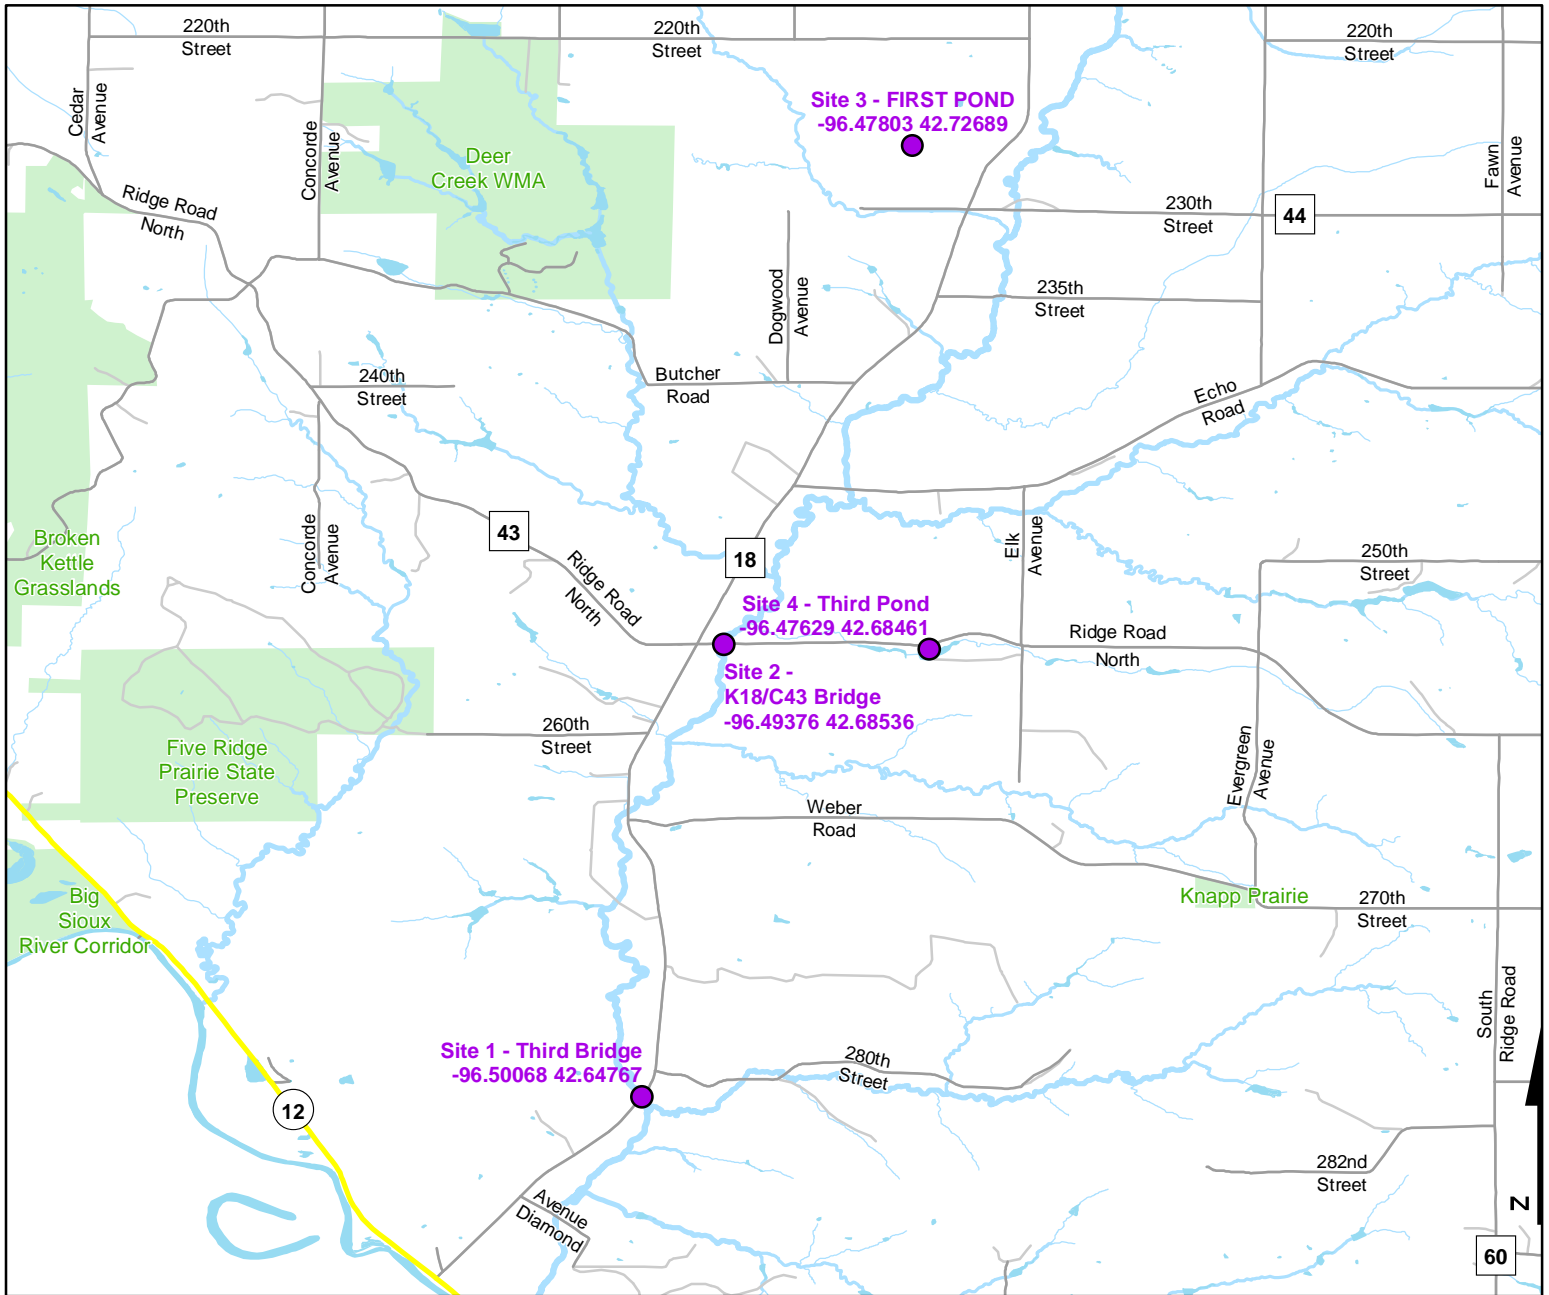 220th
Street
220th
Street
220th
Street
Cedar
Avenue
Concorde
Avenue
Site 3 - FIRST POND
-96.47803 42.72689
Fawn
Avenue
Deer
Creek WMA
Ridge Road
North
230th
Street
44
Dogwood
Avenue
235th
Street
240th
Street
Butcher
Road
Echo
Road
43
18
Concorde
Avenue
Elk
Avenue
250th
Street
Broken
Kettle
Grasslands
Ridge Road
North
Site 4 - Third Pond
-96.47629 42.68461
Ridge Road
North
Site 2 -
K18/C43 Bridge
-96.49376 42.68536
260th
Street
Five Ridge
Prairie State
Preserve
Evergreen
Avenue
Weber
Road
Big
Sioux
River Corridor
Knapp Prairie
270th
Street
South
Ridge Road
Site 1 - Third Bridge
-96.50068 42.64767
280th
Street
12
282nd
Street
Avenue
Diamond
N
60